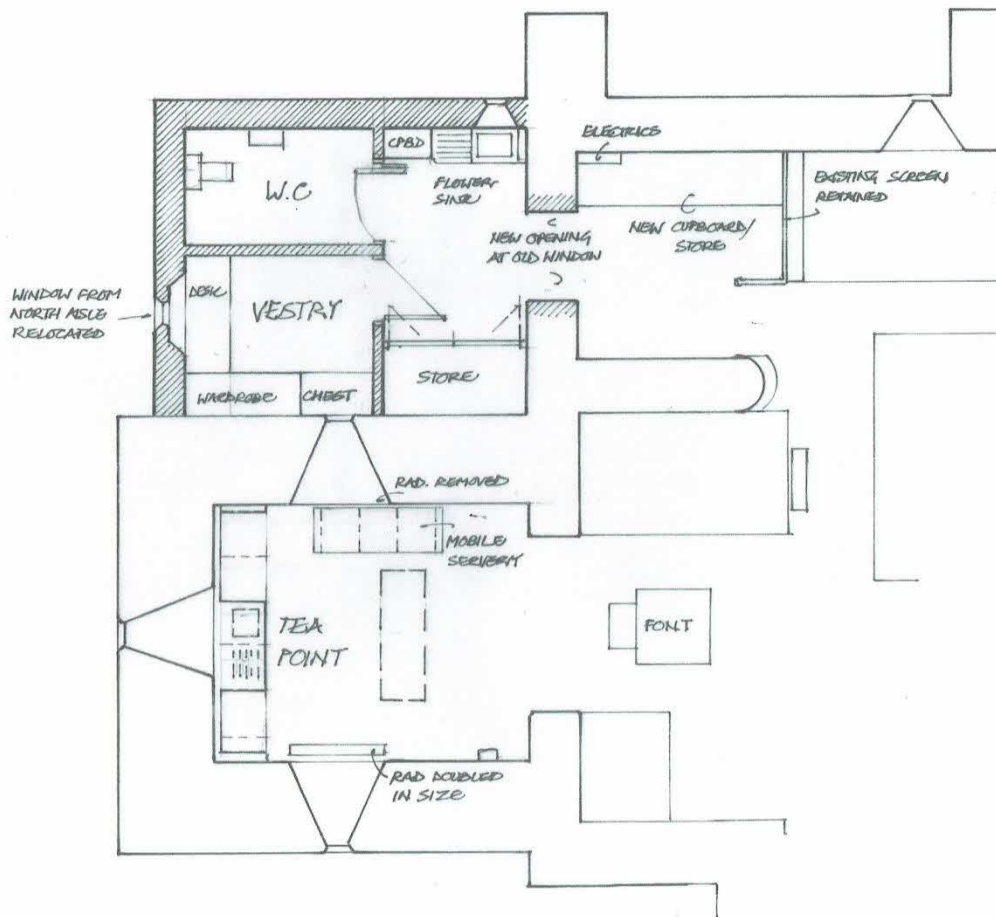 ELECTRICS
CPBD
W.C
FLOWER
SINK
EXISTING SCREEN
RETAINED
NEW OPENING
AT OLD WINDOW
NEW CUPBOARD/
STORE
WINDOW FROM
NORTH AISLE
RELOCATED
DESK
VESTRY
STORE
WARDROBE
CHEST
RAD. REMOVED
MOBILE
SERVERY
TEA
POINT
FONT
RAD DOUBLED
IN SIZE